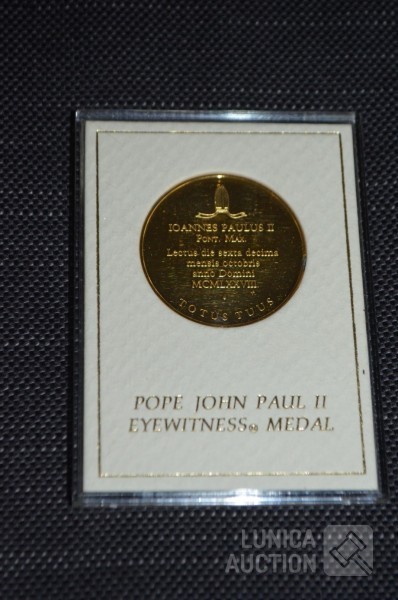 IOANNES PAULUS II
PONT. MAX.
Lectus die sexta decima
mensis octobris
anno Domini
MCMLXXVIII
TOTUS TUUS
POPE JOHN PAUL II
EYEWITNESS® MEDAL
LUNICA
AUCTION